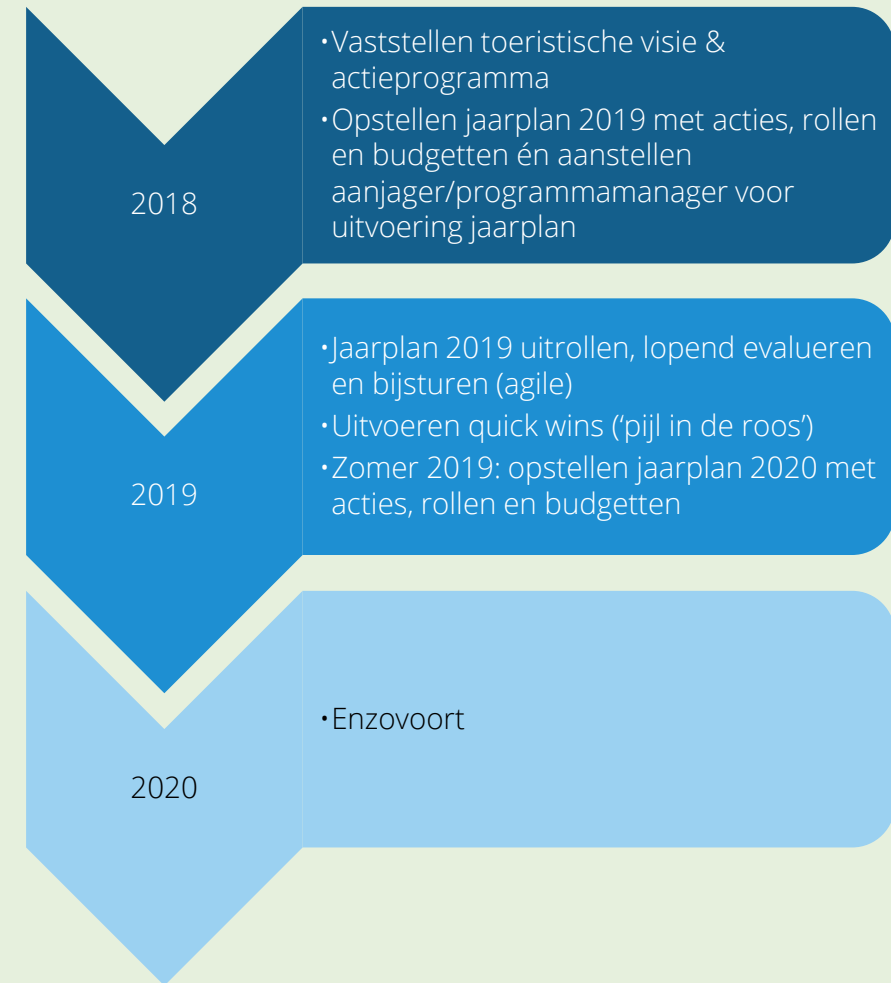 2018
·Vaststellen toeristische visie &
actieprogramma
·Opstellen jaarplan 2019 met acties, rollen
en budgetten én aanstellen
aanjager/programmamanager voor
uitvoering jaarplan
2019
·Jaarplan 2019 uitrollen, lopend evalueren
en bijsturen (agile)
·Uitvoeren quick wins (‘pijl in de roos’)
·Zomer 2019: opstellen jaarplan 2020 met
acties, rollen en budgetten
2020
·Enzovoort